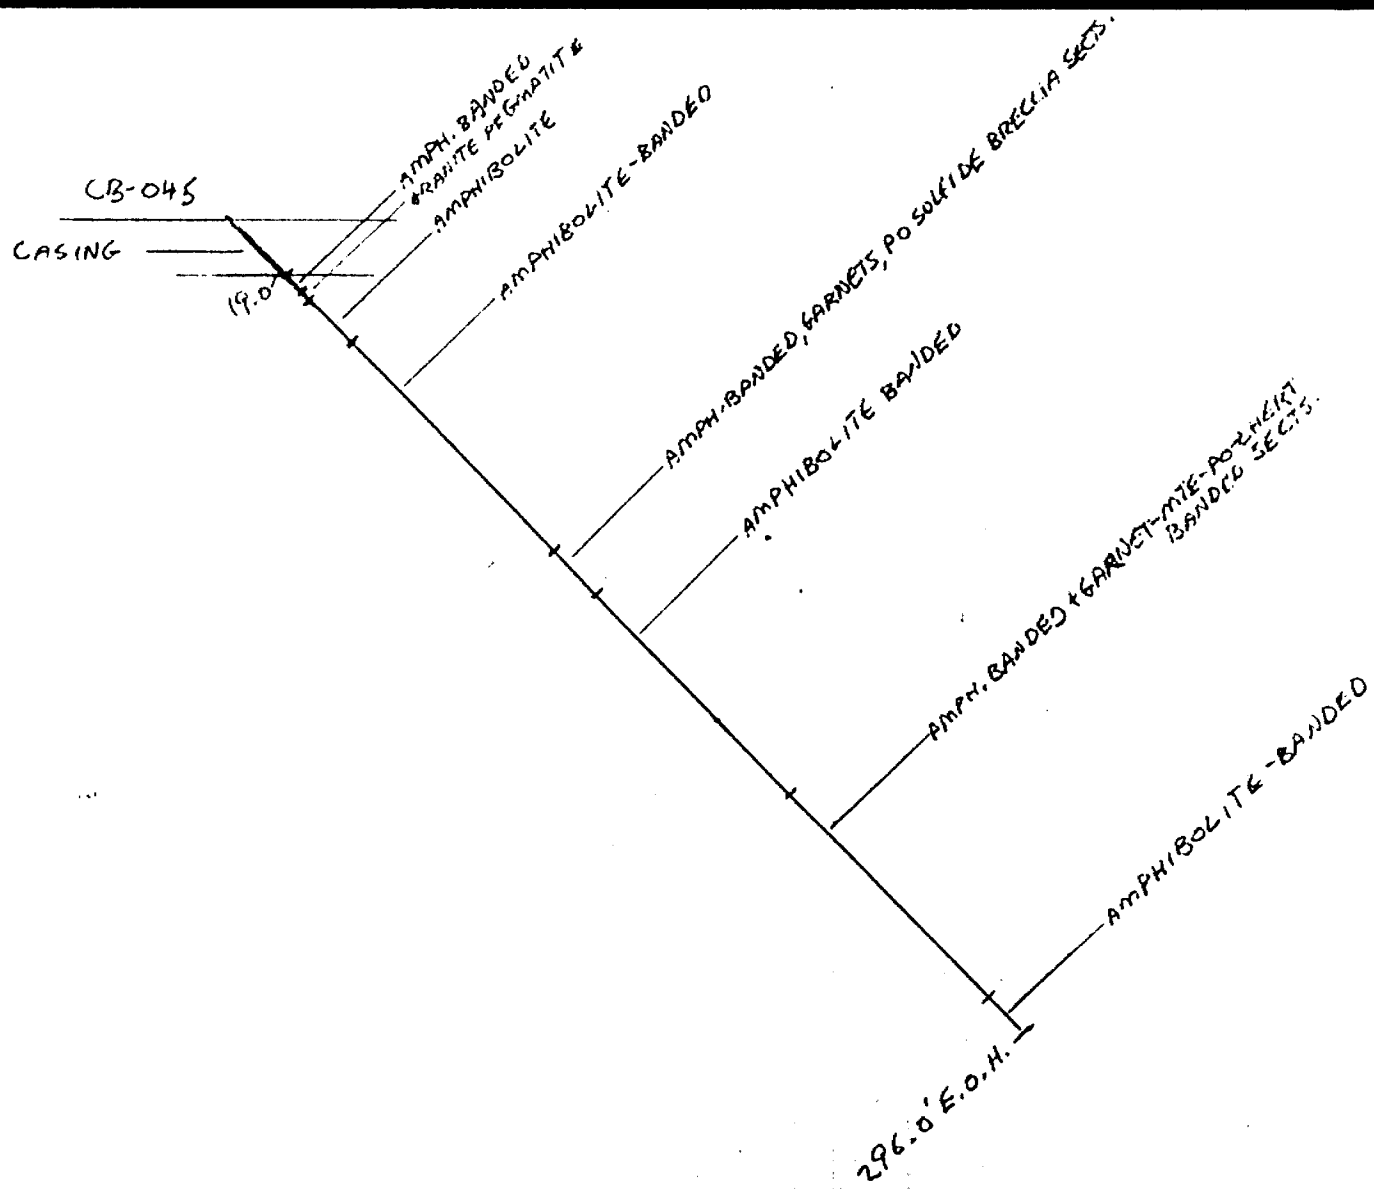 CB-045
CASING
19.0'
AMPH. BANDED
GRANITE PEGMATITE
AMPHIBOLITE
AMPHIBOLITE-BANDED
AMPH. BANDED, GARNETS, PO SULFIDE BRECCIA SECTS.
AMPHIBOLITE BANDED
AMPH. BANDED + GARNET-MTE-PO-CHERT
BANDED SECTS.
AMPHIBOLITE-BANDED
296.0' E.O.H.